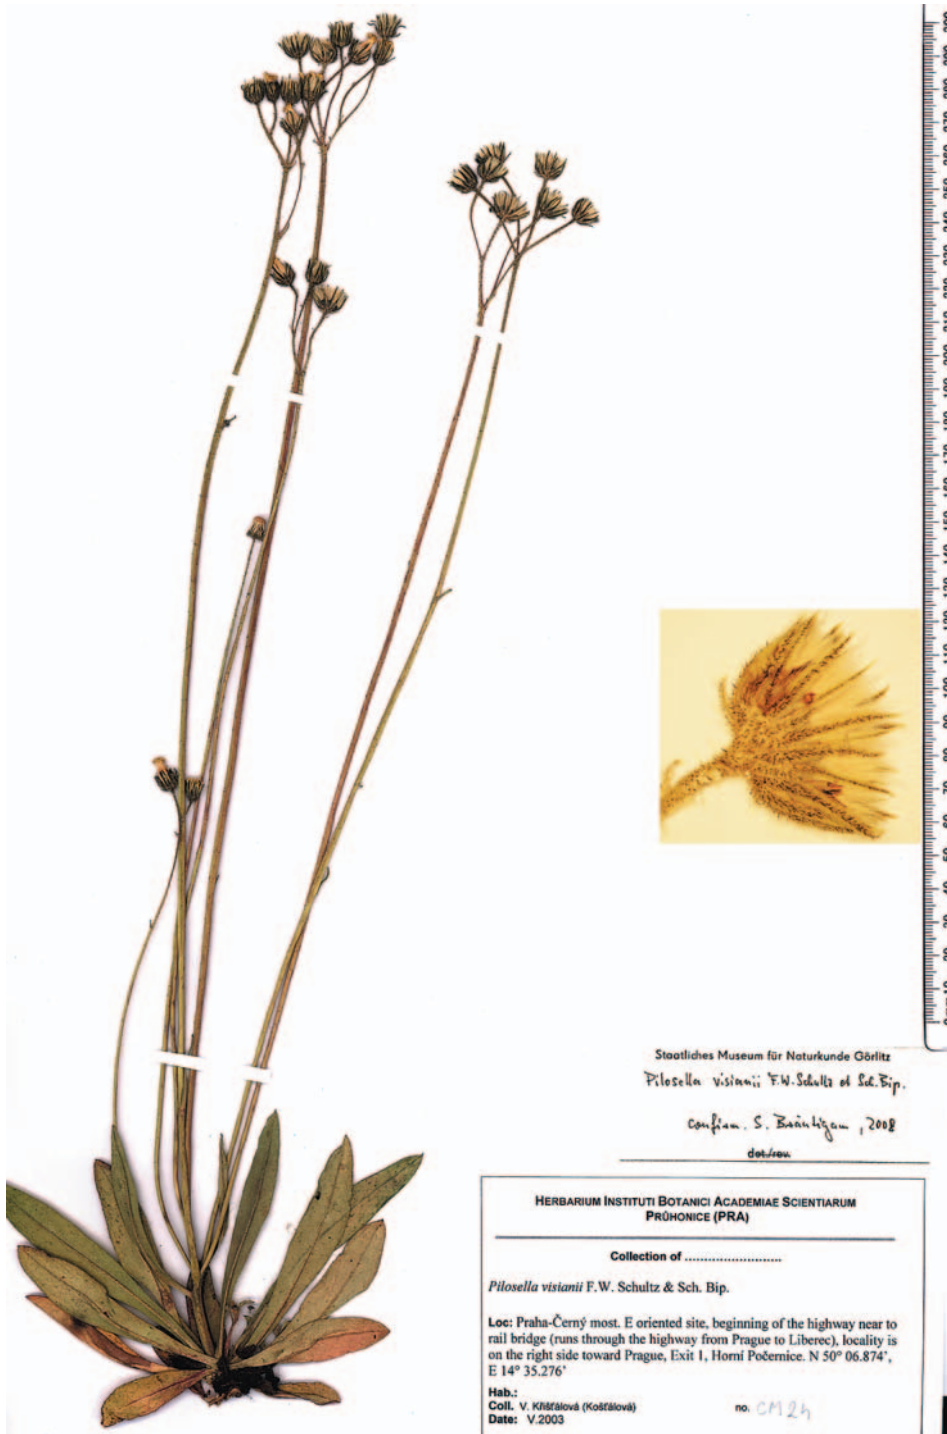 Staatliches Museum für Naturkunde Görlitz
Pilosella visianii F.W. Schultz et Sch. Bip.
confirm. S. Bräutigam, 2008
det./rev.
HERBARIUM INSTITUTI BOTANICI ACADEMIAE SCIENTIARUM
PRŮHONICE (PRA)
Collection of ........................
Pilosella visianii F.W. Schultz & Sch. Bip.
Loc: Praha-Černý most. E oriented site, beginning of the highway near to
rail bridge (runs through the highway from Prague to Liberec), locality is
on the right side toward Prague, Exit 1, Horní Počernice. N 50° 06.874',
E 14° 35.276'
Hab.:
Coll. V. Křišťálová (Košťálová) no. CM24
Date: V.2003